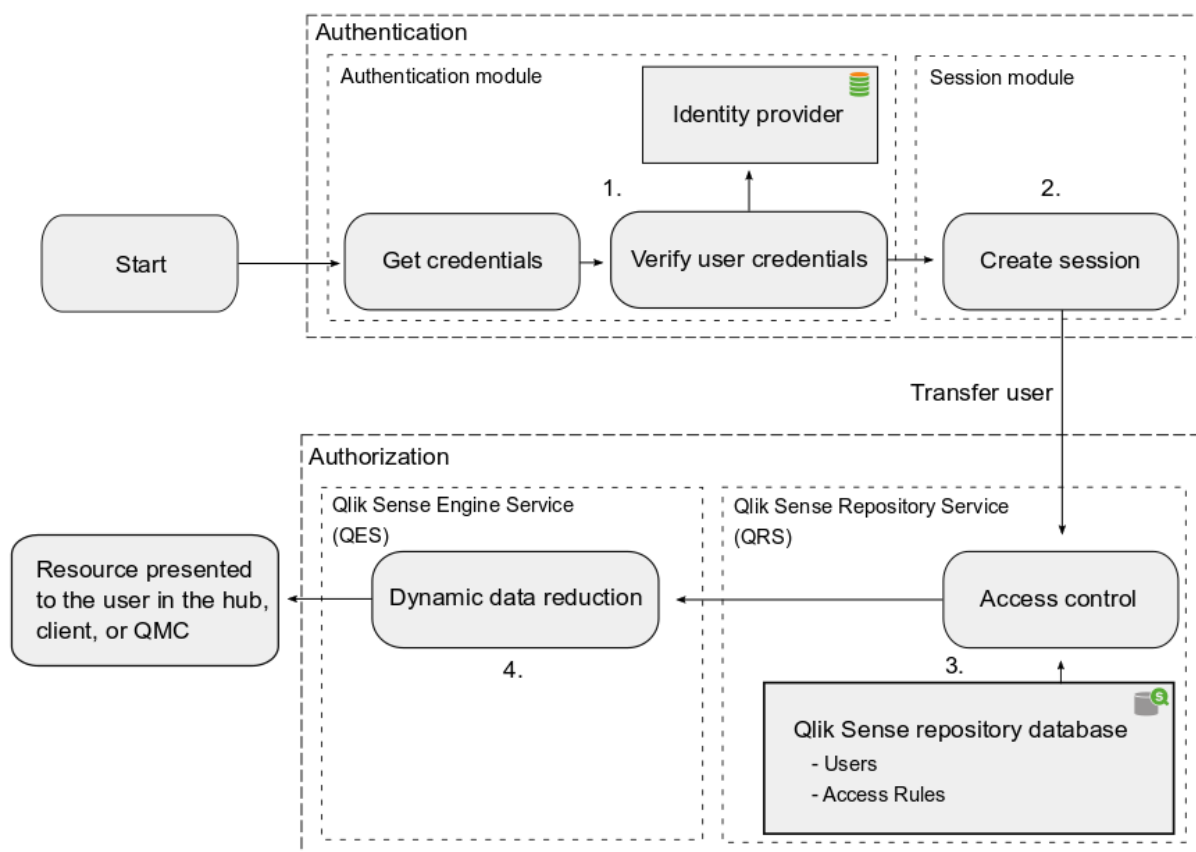 Authentication
Authentication module
Session module
Identity provider
1.
2.
Start
Get credentials
Verify user credentials
Create session
Transfer user
Authorization
Qlik Sense Engine Service
(QES)
Qlik Sense Repository Service
(QRS)
Resource presented
to the user in the hub,
client, or QMC
Dynamic data reduction
Access control
4.
3.
S
Qlik Sense repository database
- Users
- Access Rules